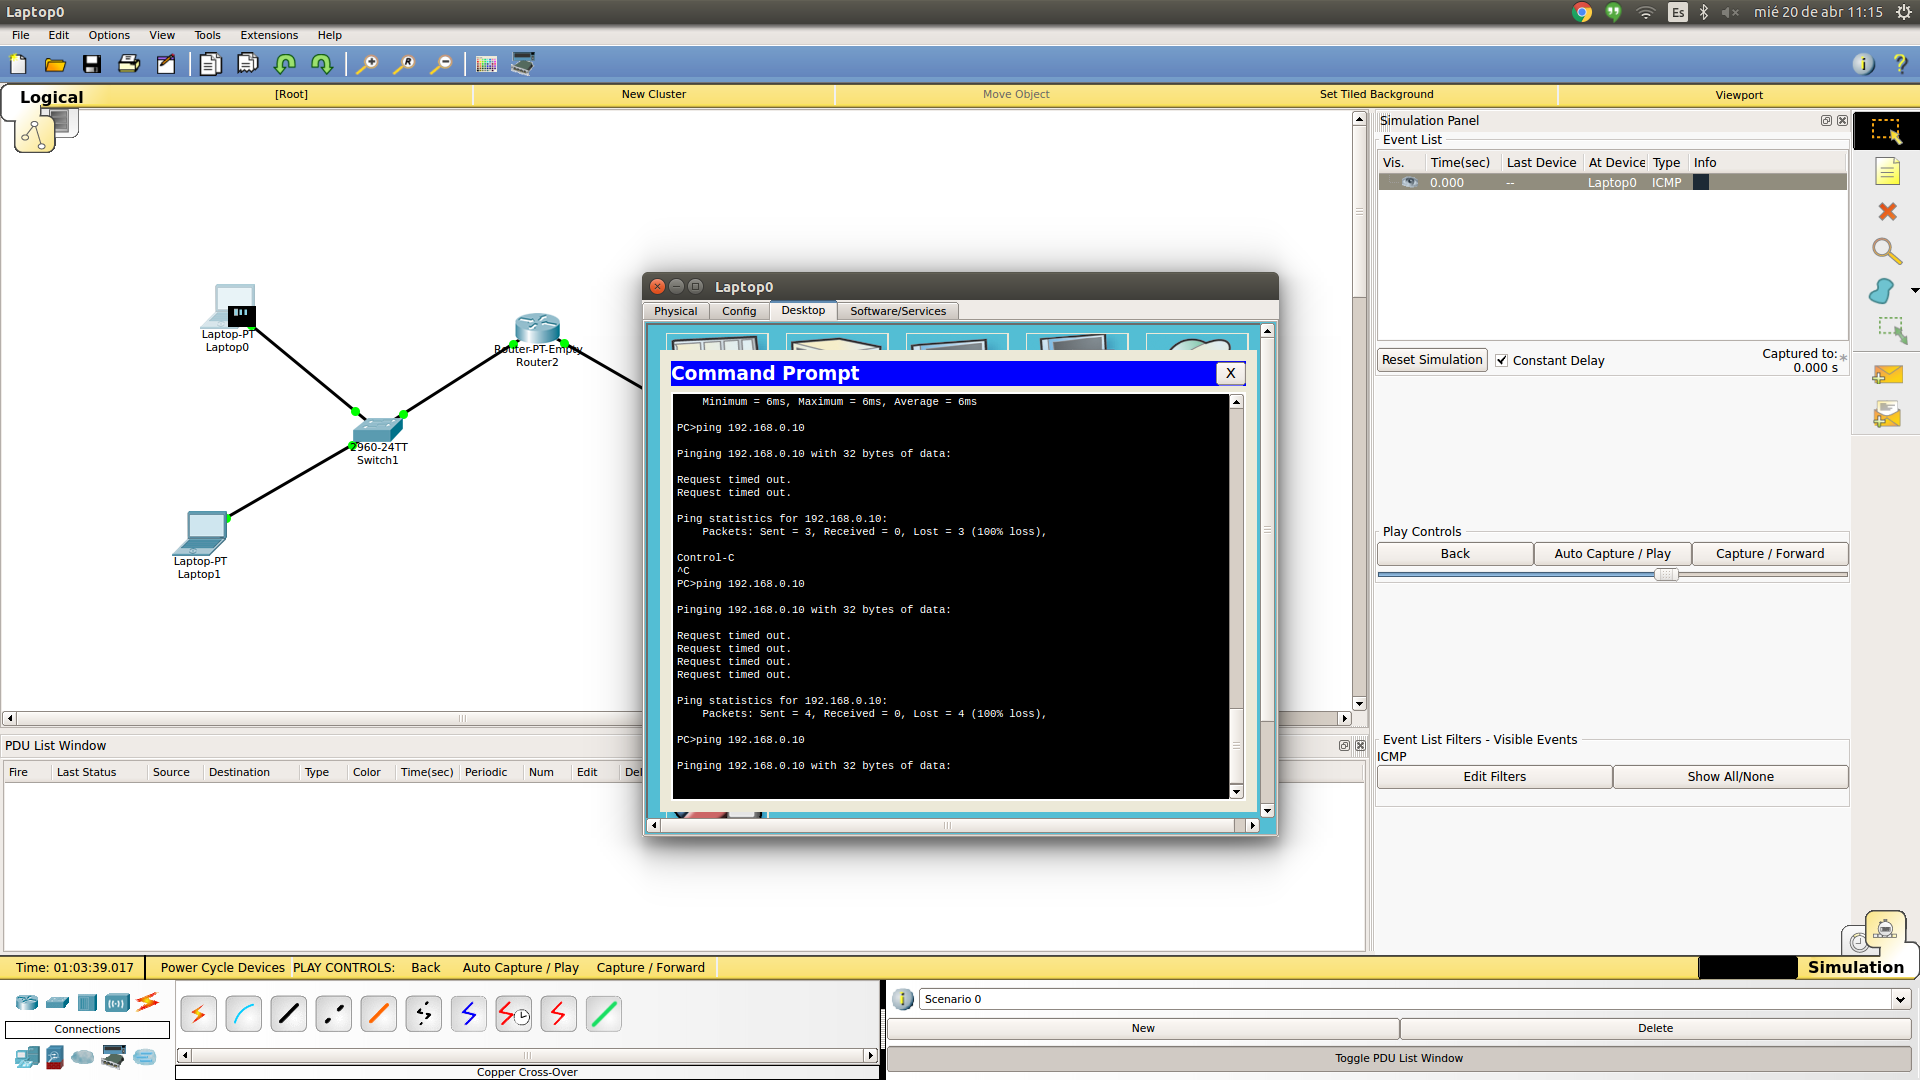 Laptop0
Es
mié 20 de abr 11:15
File Edit Options View Tools Extensions Help
Logical
[Root]
New Cluster
Move Object
Set Tiled Background
Viewport
Laptop-PT
Laptop0
Router-PT-Empty
Router2
2960-24TT
Switch1
Laptop-PT
Laptop1
Laptop0
Physical Config Desktop Software/Services
Command Prompt
X
Minimum = 6ms, Maximum = 6ms, Average = 6ms
PC>ping 192.168.0.10
Pinging 192.168.0.10 with 32 bytes of data:
Request timed out.
Request timed out.
Ping statistics for 192.168.0.10:
Packets: Sent = 3, Received = 0, Lost = 3 (100% loss),
Control-C
^C
PC>ping 192.168.0.10
Pinging 192.168.0.10 with 32 bytes of data:
Request timed out.
Request timed out.
Request timed out.
Request timed out.
Ping statistics for 192.168.0.10:
Packets: Sent = 4, Received = 0, Lost = 4 (100% loss),
PC>ping 192.168.0.10
Pinging 192.168.0.10 with 32 bytes of data:
Simulation Panel
Event List
Vis. Time(sec) Last Device At Device Type Info
0.000 -- Laptop0 ICMP
Reset Simulation
Constant Delay
Captured to:
0.000 s
*
Play Controls
Back
Auto Capture / Play
Capture / Forward
Event List Filters - Visible Events
ICMP
Edit Filters
Show All/None
PDU List Window
Fire Last Status Source Destination Type Color Time(sec) Periodic Num Edit Del
Time: 01:03:39.017
Power Cycle Devices PLAY CONTROLS: Back Auto Capture / Play Capture / Forward
Simulation
Connections
Copper Cross-Over
Scenario 0
New
Delete
Toggle PDU List Window